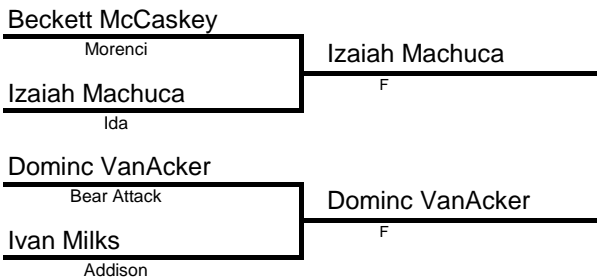 Beckett McCaskey
Morenci
Izaiah Machuca
F
Izaiah Machuca
Ida
Dominc VanAcker
Bear Attack
Dominc VanAcker
F
Ivan Milks
Addison